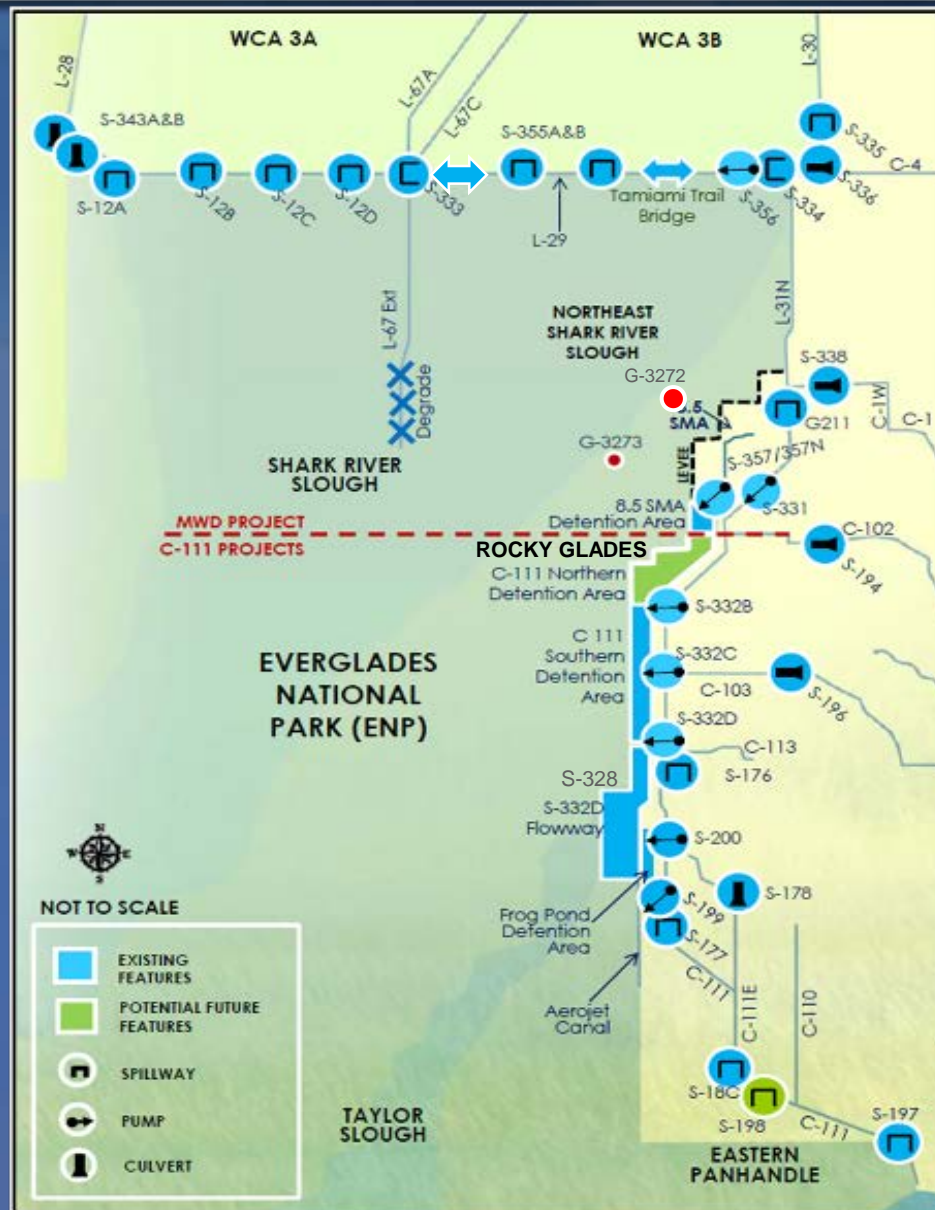 WCA 3A
WCA 3B
L-28
L-67A
L-67C
L-30
S-343A&B
S-355A&B
S-335
C-4
S-12A
S-12B
S-12C
S-12D
S-333
Tamiami Trail
Bridge
S-356
S-334
S-336
L-29
L-67 Ext
Degrade
L-31N
NORTHEAST
SHARK RIVER
SLOUGH
S-338
G-3272
8.5
SMA
G211
C-1W
C-1
G-3273
SHARK RIVER
SLOUGH
LEVEE
S-357/357N
S-331
8.5 SMA
Detention Area
MWD PROJECT
C-111 PROJECTS
C-102
S-194
ROCKY GLADES
C-111 Northern
Detention Area
S-332B
C 111
Southern
Detention
Area
S-332C
C-103
S-196
EVERGLADES
NATIONAL
PARK (ENP)
S-332D
C-113
S-176
S-328
S-332D
Flowway
S-200
S-178
Frog Pond
Detention
Area
S-199
S-177
C-111
C-111E
C-110
Aerojet
Canal
S-18C
S-198
C-111
S-197
TAYLOR
SLOUGH
EASTERN
PANHANDLE
N
W E
S
NOT TO SCALE
EXISTING
FEATURES
POTENTIAL FUTURE
FEATURES
SPILLWAY
PUMP
CULVERT